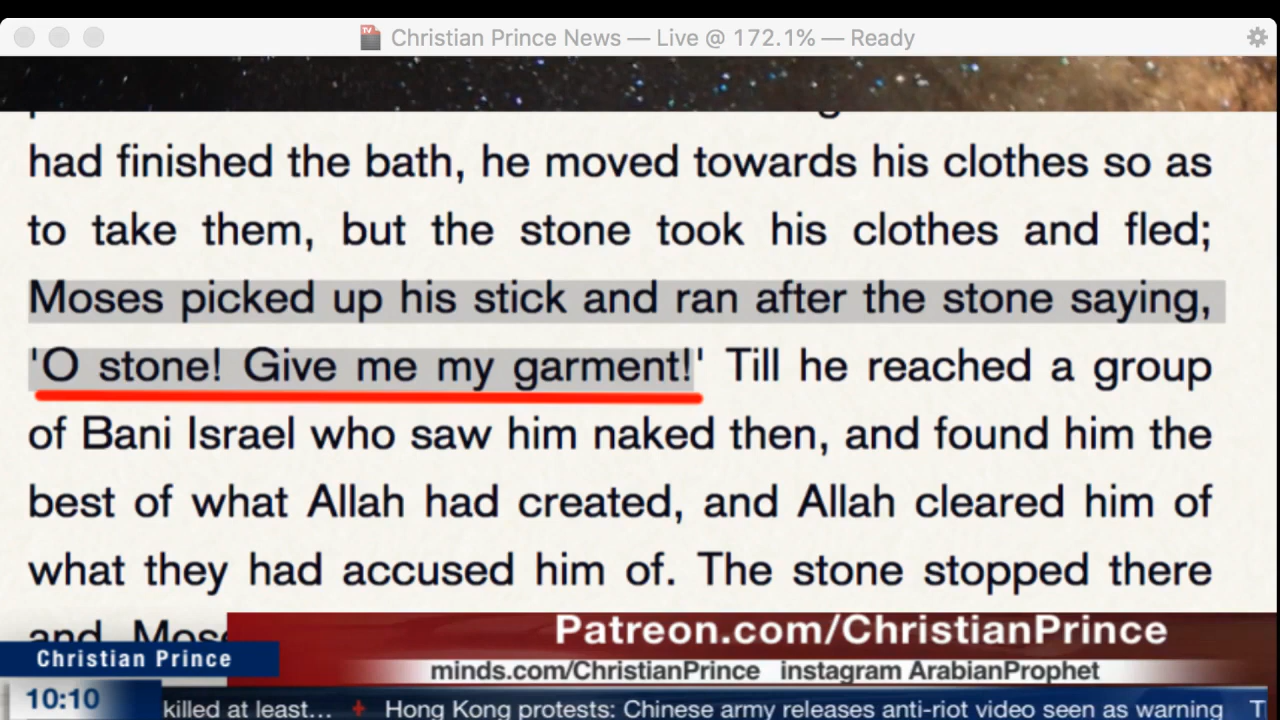 Christian Prince News — Live @ 172.1% — Ready
had finished the bath, he moved towards his clothes so as
to take them, but the stone took his clothes and fled;
Moses picked up his stick and ran after the stone saying,
'O stone! Give me my garment!' Till he reached a group
of Bani Israel who saw him naked then, and found him the
best of what Allah had created, and Allah cleared him of
what they had accused him of. The stone stopped there
and
Patreon.com/ChristianPrince
Christian Prince
minds.com/ChristianPrince instagram ArabianProphet
10:10
killed at least... + Hong Kong protests: Chinese army releases anti-riot video seen as warning T